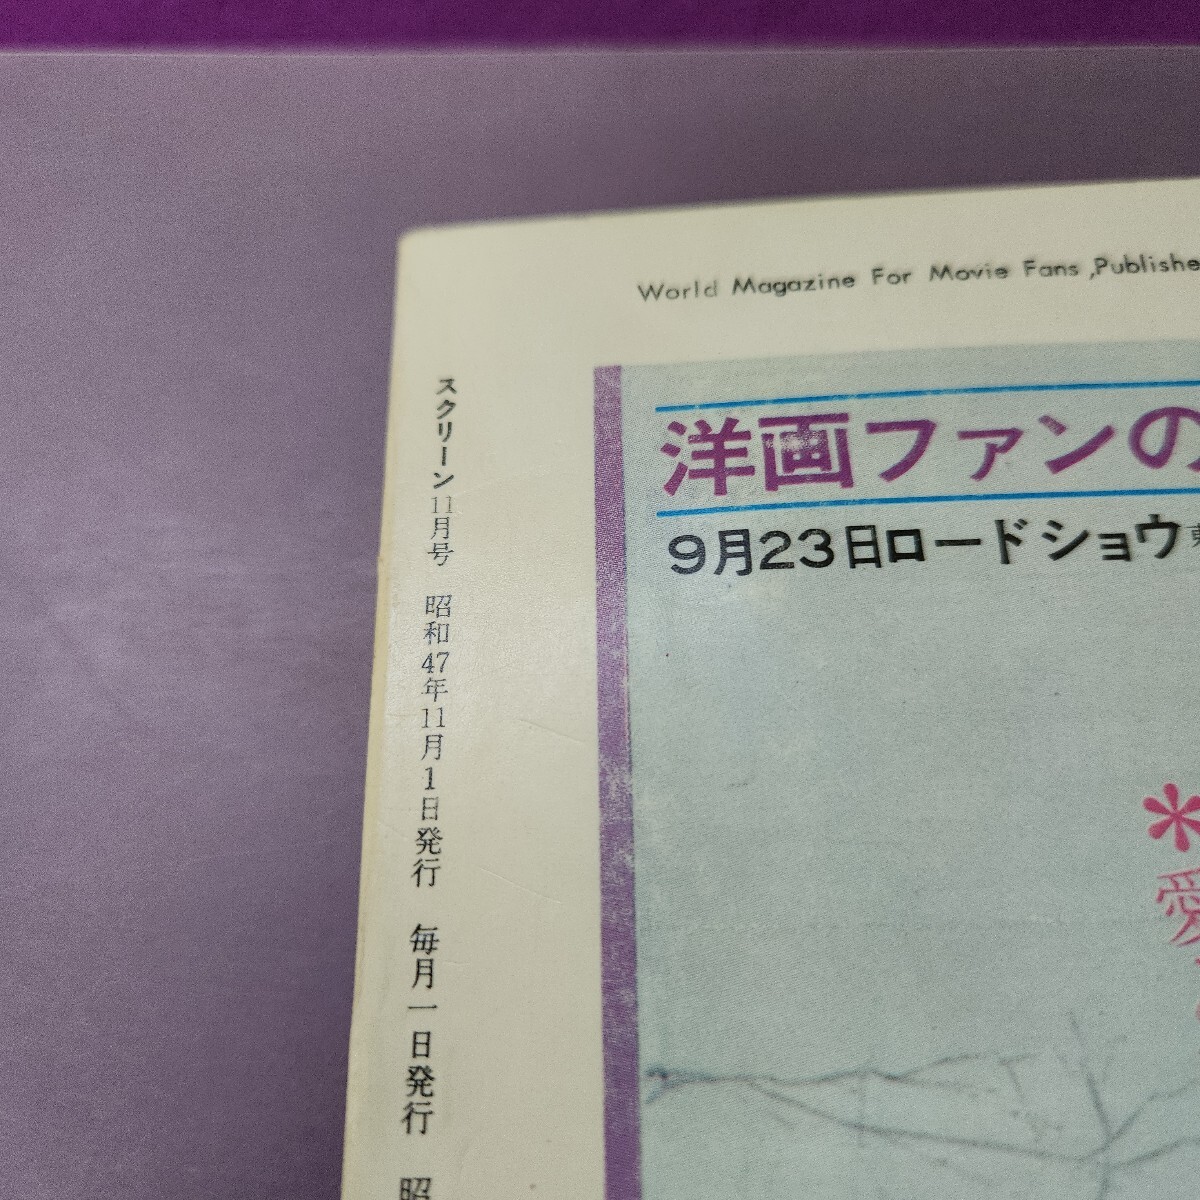 World Magazine For Movie Fans ,Publishe
洋画ファンの
9月23日ロードショウ
*
愛
スクリーン11月号 昭和47年11月1日発行 毎月一日発行 昭